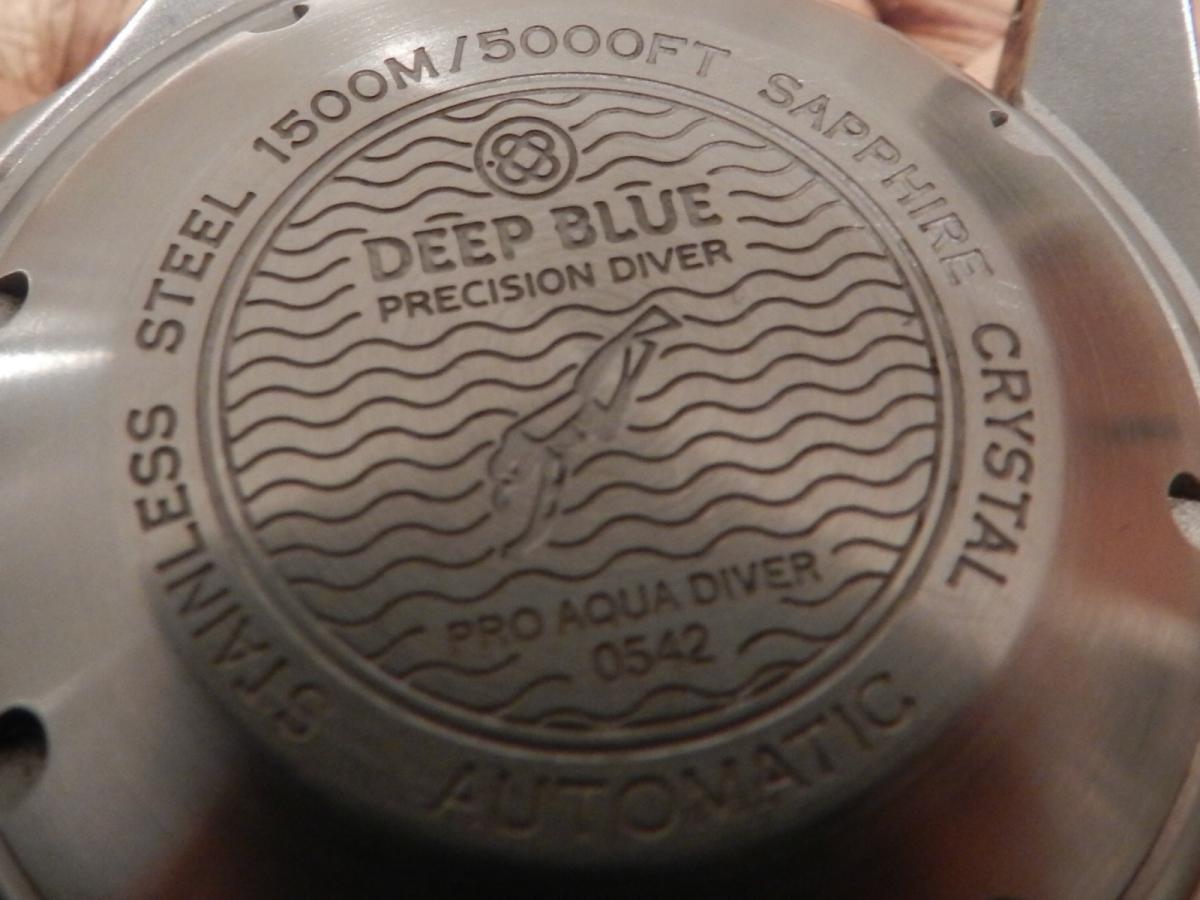 STAINLESS STEEL 1500M/5000FT SAPPHIRE CRYSTAL
DEEP BLUE
PRECISION DIVER
PRO AQUA DIVER
0542
AUTOMATIC